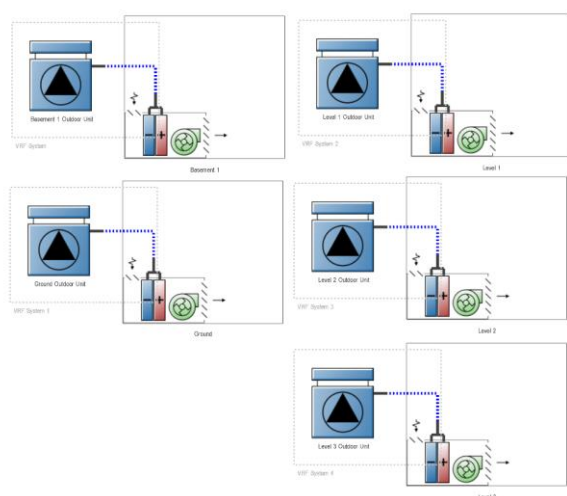 Basement 1 Outdoor Unit
VRF System
Basement 1
Level 1 Outdoor Unit
VRF System 2
Level 1
Ground Outdoor Unit
VRF System 1
Ground
Level 2 Outdoor Unit
VRF System 3
Level 2
Level 3 Outdoor Unit
VRF System 4